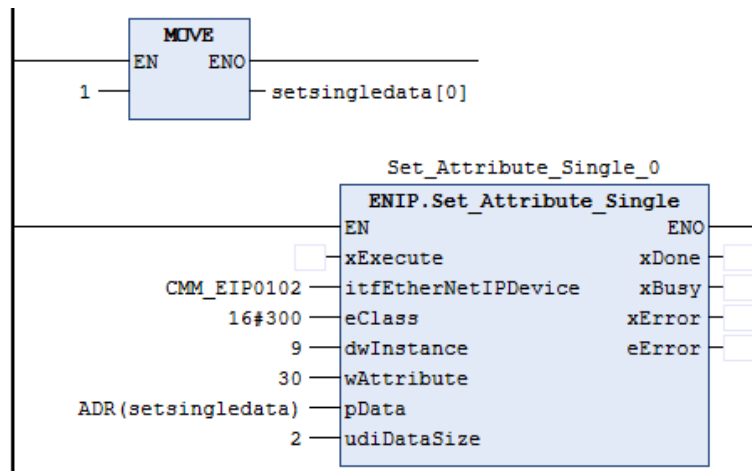 MOVE
EN ENO
1 setsingledata[0]
Set_Attribute_Single_0
ENIP.Set_Attribute_Single
EN ENO
xExecute xDone
CMM_EIP0102 itfEtherNetIPDevice xBusy
16#300 eClass xError
9 dwInstance eError
30 wAttribute
ADR(setsingledata) pData
2 udiDataSize